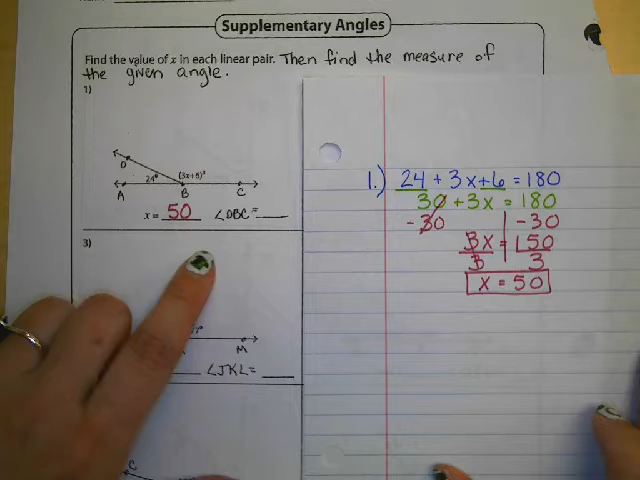 Supplementary Angles
Find the value of x in each linear pair. Then find the measure of
the given angle.
1)
D
24° (3x+6)°
A B C
x = 50 ∠DBC = ____
3)
M
∠JKL = ____
C
1.) 24 + 3x + 6 = 180
30 + 3x = 180
- 30 - 30
3x = 150
3 3
x = 50